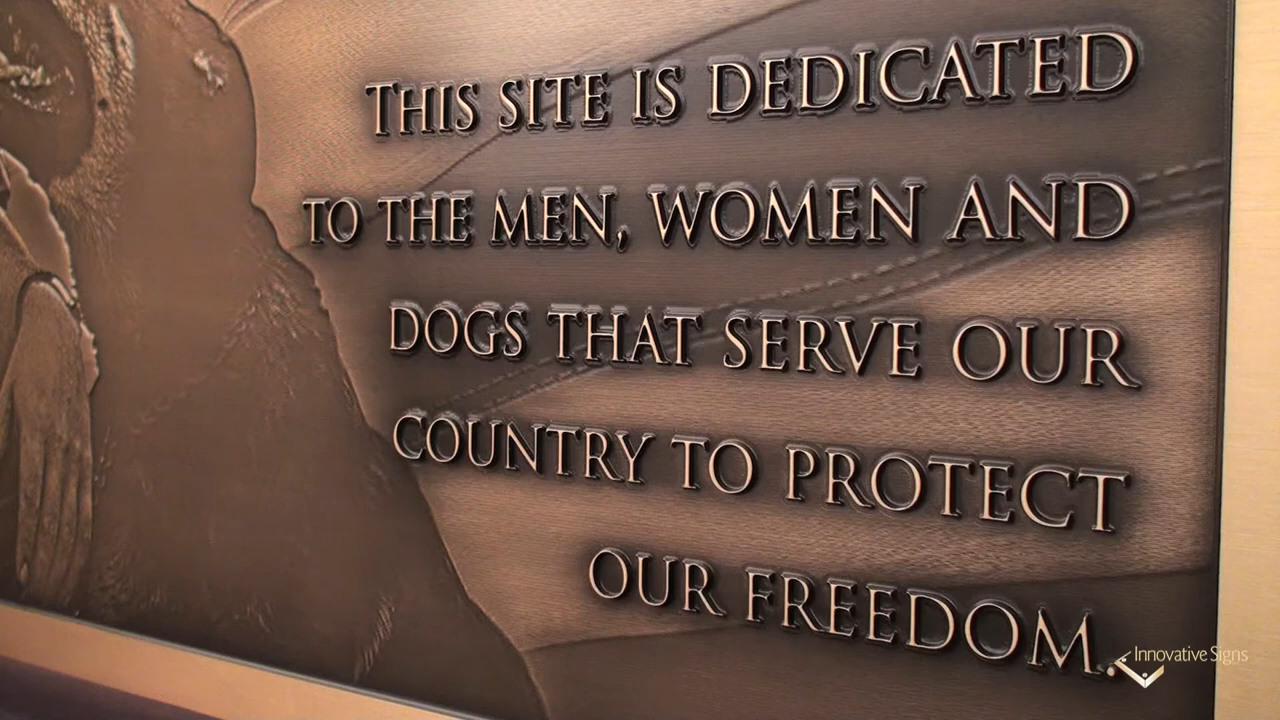 THIS SITE IS DEDICATED
TO THE MEN, WOMEN AND
DOGS THAT SERVE OUR
COUNTRY TO PROTECT
OUR FREEDOM.
Innovative Signs